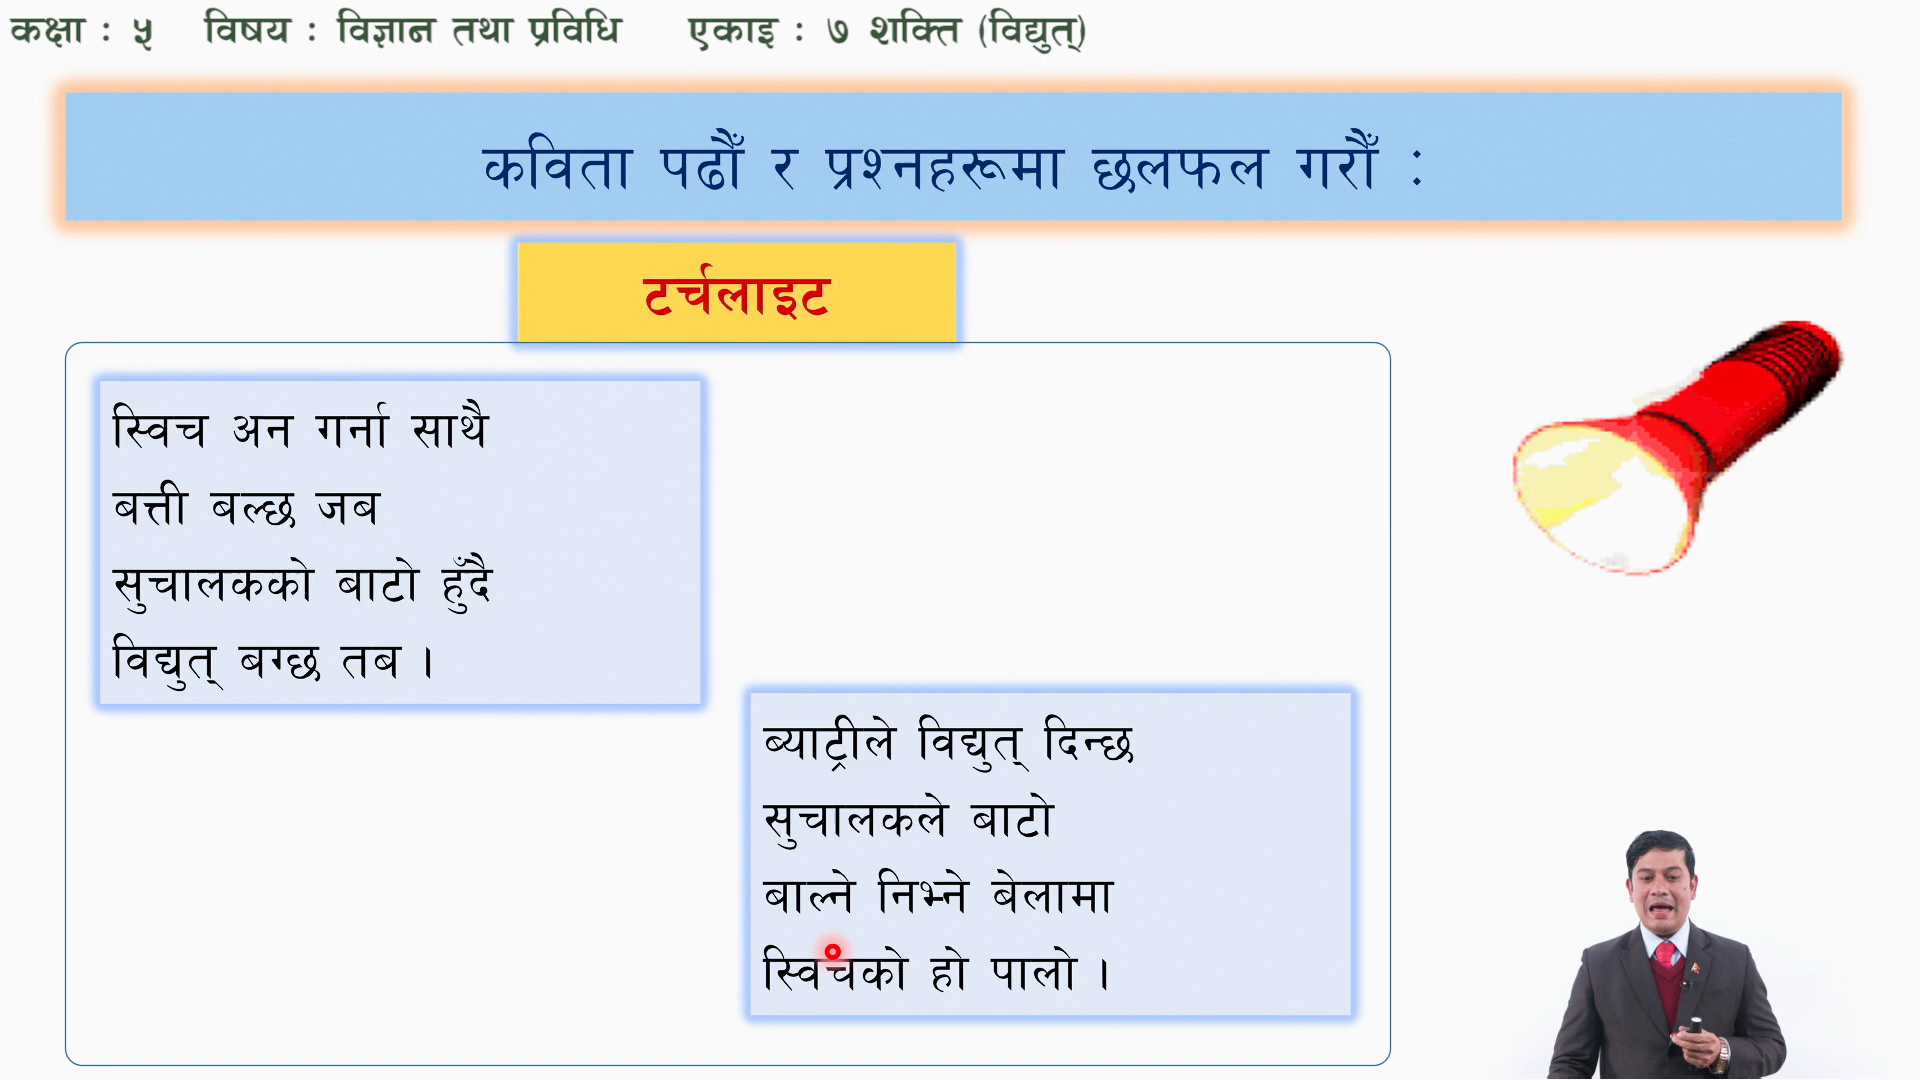 कक्षा : ५ विषय : विज्ञान तथा प्रविधि एकाइ : ७ शक्ति (विद्युत्)
कविता पढौँ र प्रश्नहरूमा छलफल गरौँ :
टर्चलाइट
स्विच अन गर्ना साथै
बत्ती बल्छ जब
सुचालकको बाटो हुँदै
विद्युत् बग्छ तब ।
ब्याट्रीले विद्युत् दिन्छ
सुचालकले बाटो
बाल्ने निभ्ने बेलामा
स्विचको हो पालो ।